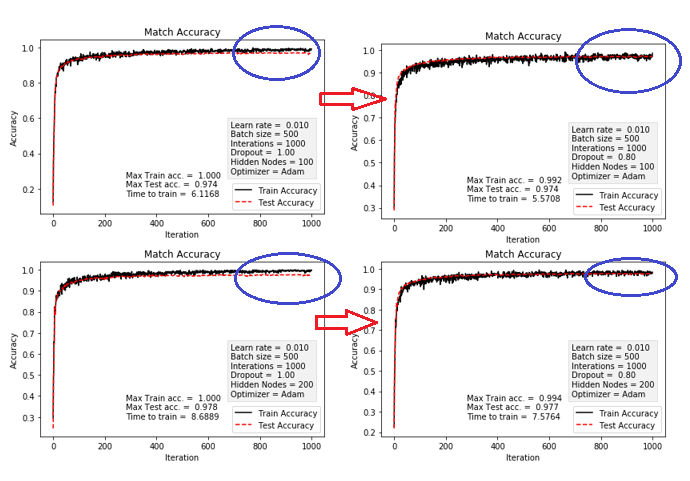 Match Accuracy
1.0
0.8
0.6
0.4
0.2
Accuracy
Learn rate = 0.010
Batch size = 500
Interations = 1000
Dropout = 1.00
Hidden Nodes = 100
Optimizer = Adam
Max Train acc. = 1.000
Max Test acc. = 0.974
Time to train = 6.1168
Train Accuracy
Test Accuracy
0 200 400 600 800 1000
Iteration
Match Accuracy
1.0
0.9
0.8
0.7
0.6
0.5
0.4
0.3
Accuracy
Learn rate = 0.010
Batch size = 500
Interations = 1000
Dropout = 0.80
Hidden Nodes = 100
Optimizer = Adam
Max Train acc. = 0.992
Max Test acc. = 0.974
Time to train = 5.5708
Train Accuracy
Test Accuracy
0 200 400 600 800 1000
Iteration
Match Accuracy
1.0
0.9
0.8
0.7
0.6
0.5
0.4
0.3
Accuracy
Learn rate = 0.010
Batch size = 500
Interations = 1000
Dropout = 1.00
Hidden Nodes = 200
Optimizer = Adam
Max Train acc. = 1.000
Max Test acc. = 0.978
Time to train = 8.6889
Train Accuracy
Test Accuracy
0 200 400 600 800 1000
Iteration
Match Accuracy
1.0
0.9
0.8
0.7
0.6
0.5
0.4
0.3
0.2
Accuracy
Learn rate = 0.010
Batch size = 500
Interations = 1000
Dropout = 0.80
Hidden Nodes = 200
Optimizer = Adam
Max Train acc. = 0.994
Max Test acc. = 0.977
Time to train = 7.5764
Train Accuracy
Test Accuracy
0 200 400 600 800 1000
Iteration